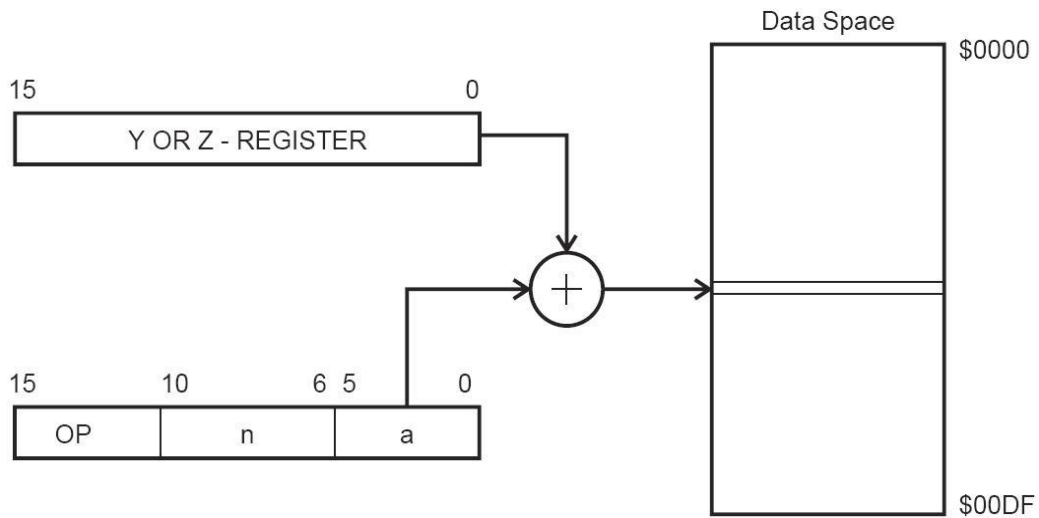 Data Space
$0000
15 0
Y OR Z - REGISTER
+
15 10 6 5 0
OP n a
$00DF